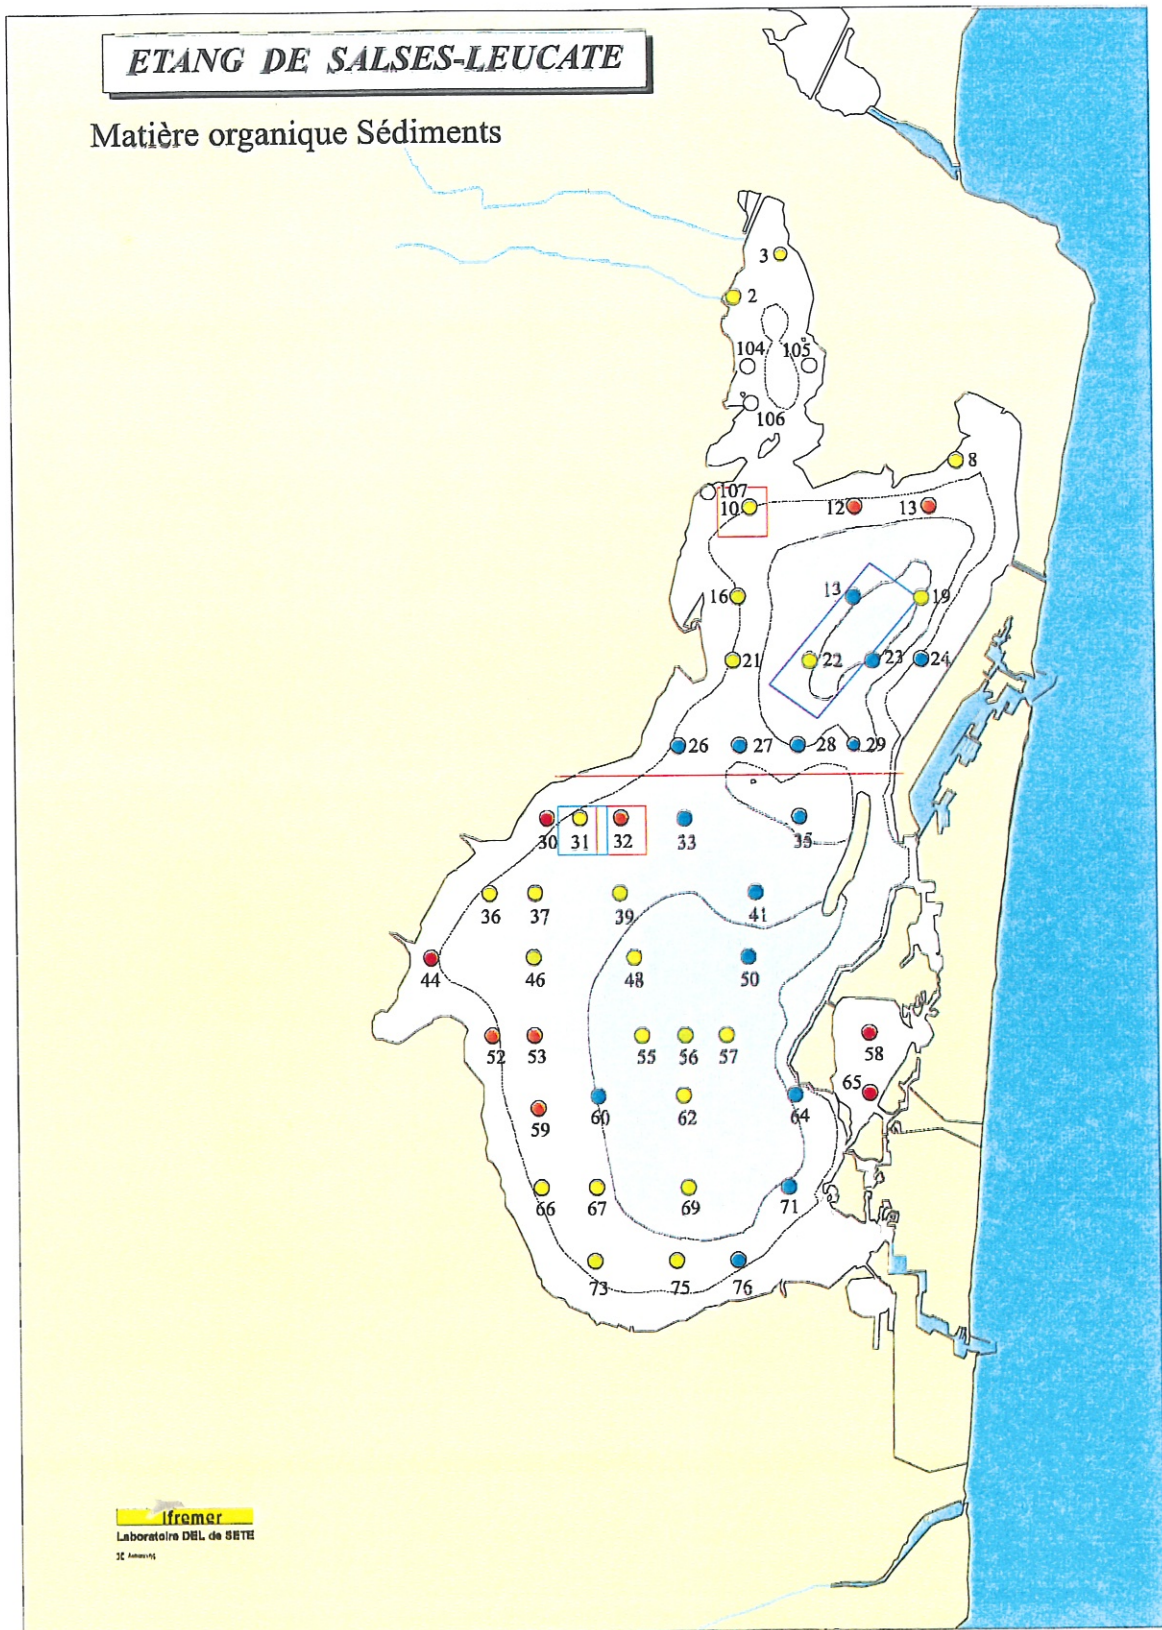 ETANG DE SALSES-LEUCATE
Matière organique Sédiments
3
2
104 105
106
8
107
10 12 13
16 13 19
21 22 23 24
26 27 28 29
30 31 32 33 35
36 37 39 41
44 46 48 50
52 53 55 56 57 58
65
59 60 62 64
66 67 69 71
73 75 76
Ifremer
Laboratoire DEL de SETE